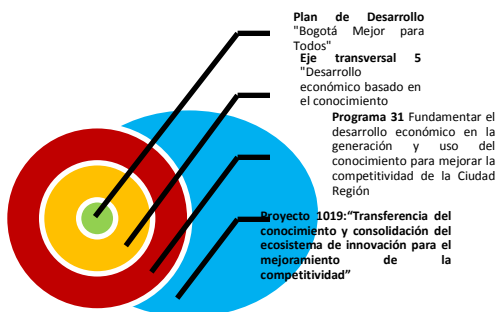 Plan de Desarrollo
"Bogotá Mejor para
Todos"
Eje transversal 5
"Desarrollo
económico basado en
el conocimiento
Programa 31 Fundamentar el
desarrollo económico en la
generación y uso del
conocimiento para mejorar la
competitividad de la Ciudad
Región
Proyecto 1019:“Transferencia del
conocimiento y consolidación del
ecosistema de innovación para el
mejoramiento de la
competitividad”